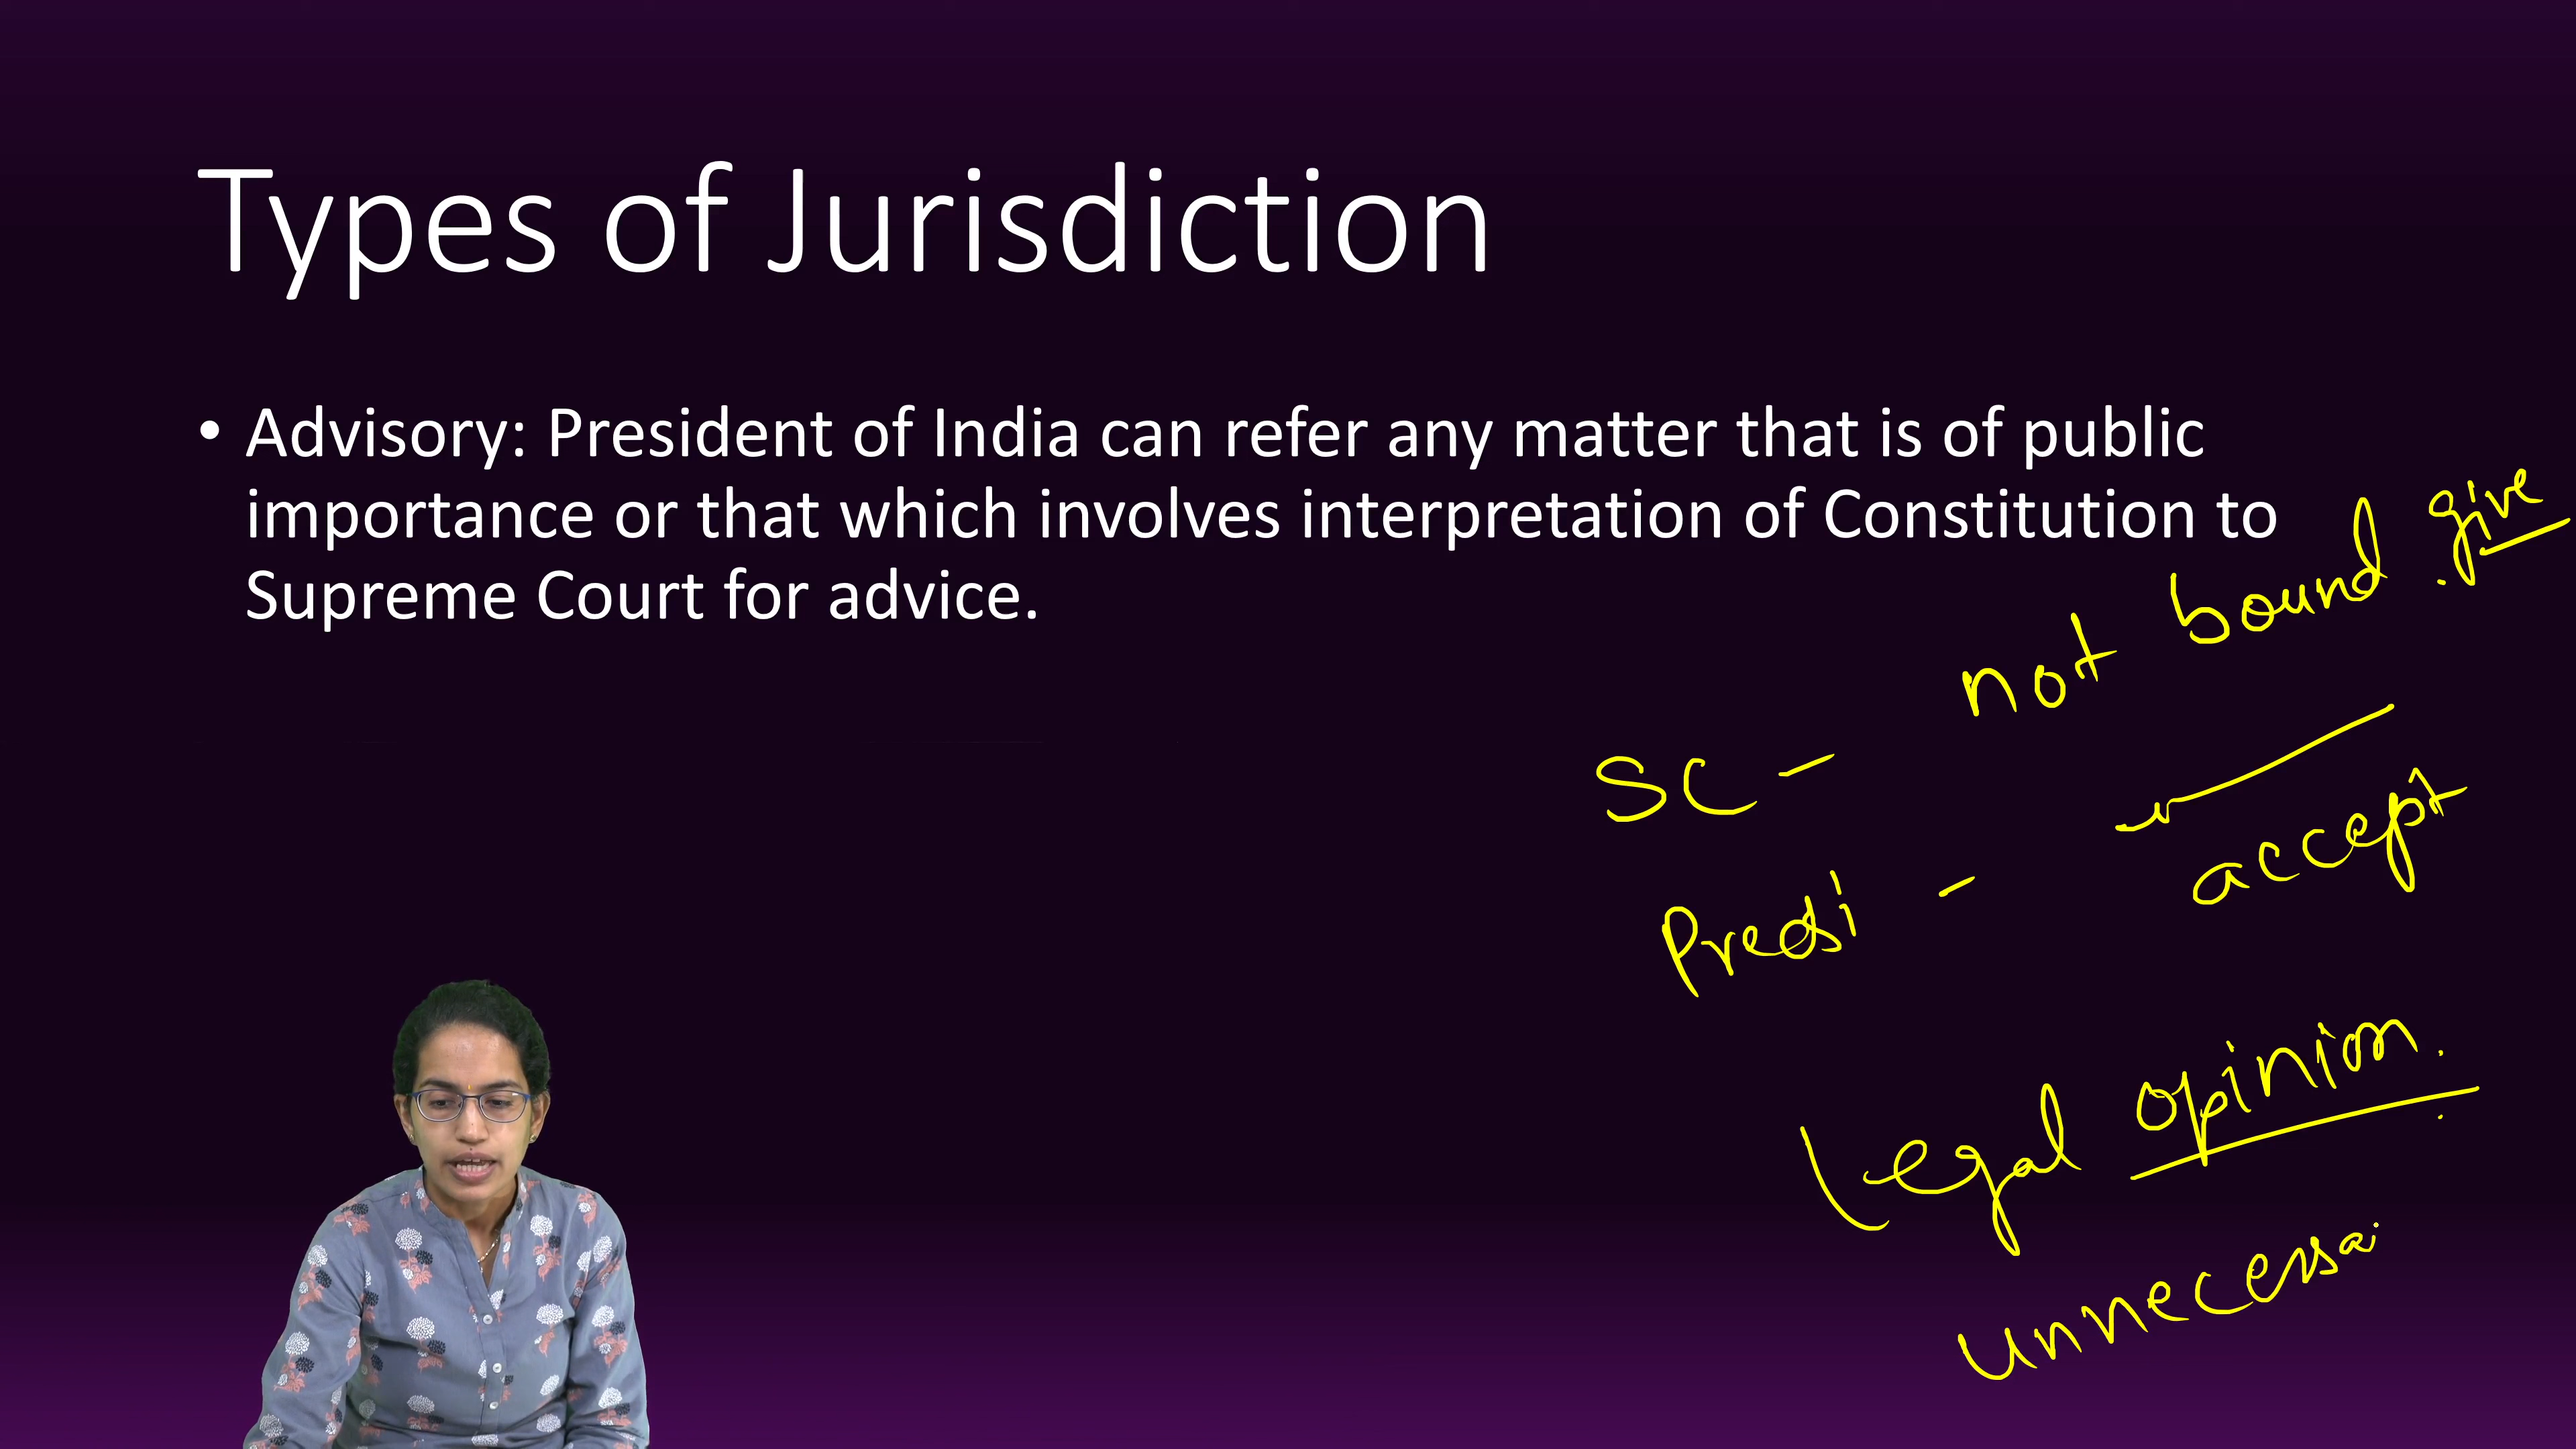 Types of Jurisdiction
• Advisory: President of India can refer any matter that is of public
importance or that which involves interpretation of Constitution to
Supreme Court for advice.
SC - not bound give
Presi - accept
Legal opinion.
unnecessa